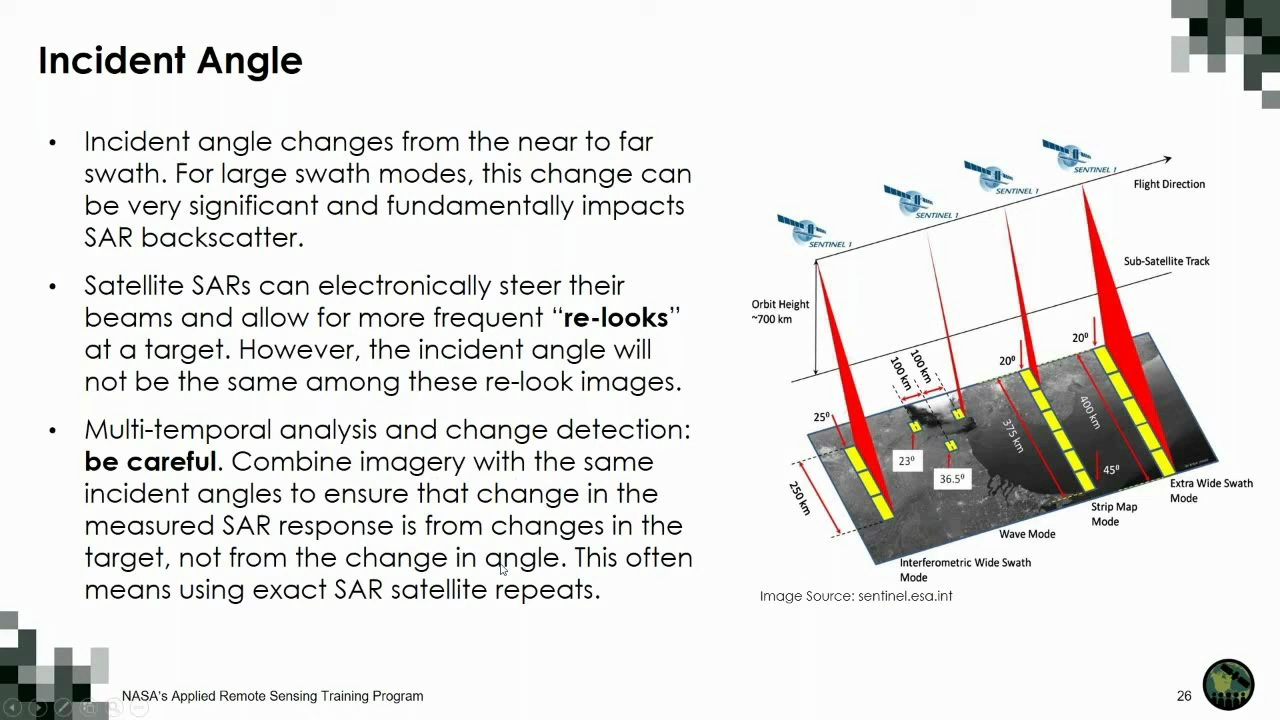 Incident Angle
• Incident angle changes from the near to far
swath. For large swath modes, this change can
be very significant and fundamentally impacts
SAR backscatter.
• Satellite SARs can electronically steer their
beams and allow for more frequent “re-looks”
at a target. However, the incident angle will
not be the same among these re-look images.
• Multi-temporal analysis and change detection:
be careful. Combine imagery with the same
incident angles to ensure that change in the
measured SAR response is from changes in the
target, not from the change in angle. This often
means using exact SAR satellite repeats.
SENTINEL 1
SENTINEL 1
SENTINEL 1
SENTINEL 1
Flight Direction
Sub-Satellite Track
Orbit Height
~700 km
100 km
100 km
20⁰
20⁰
25⁰
23⁰
36.5⁰
375 km
400 km
45⁰
250 km
Extra Wide Swath
Mode
Strip Map
Mode
Wave Mode
Interferometric Wide Swath
Mode
Image Source: sentinel.esa.int
NASA's Applied Remote Sensing Training Program
26